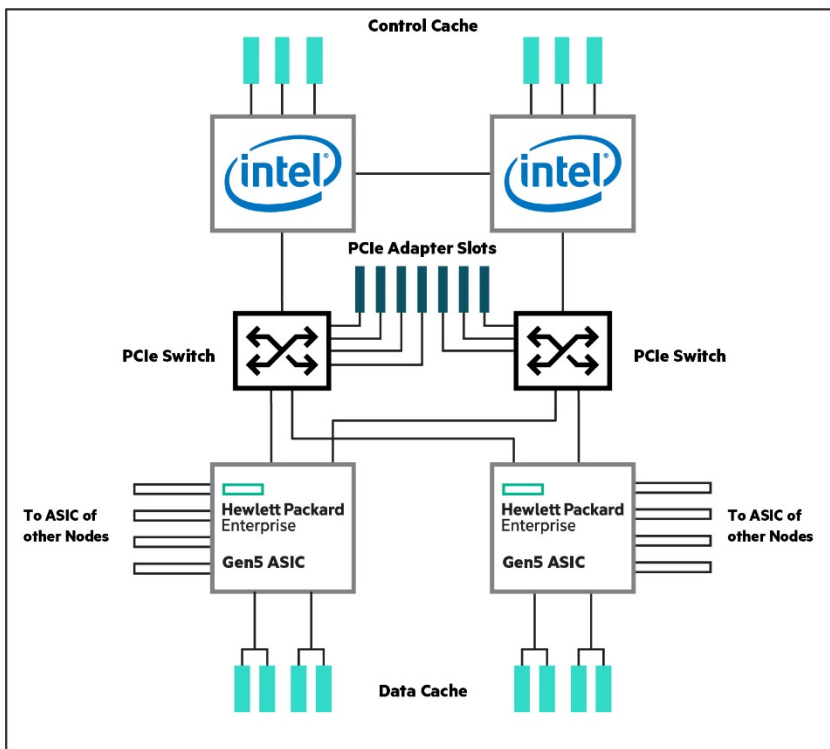 Control Cache
intel®
intel®
PCIe Adapter Slots
PCIe Switch
PCIe Switch
To ASIC of
other Nodes
Hewlett Packard
Enterprise
Gen5 ASIC
Hewlett Packard
Enterprise
Gen5 ASIC
To ASIC of
other Nodes
Data Cache